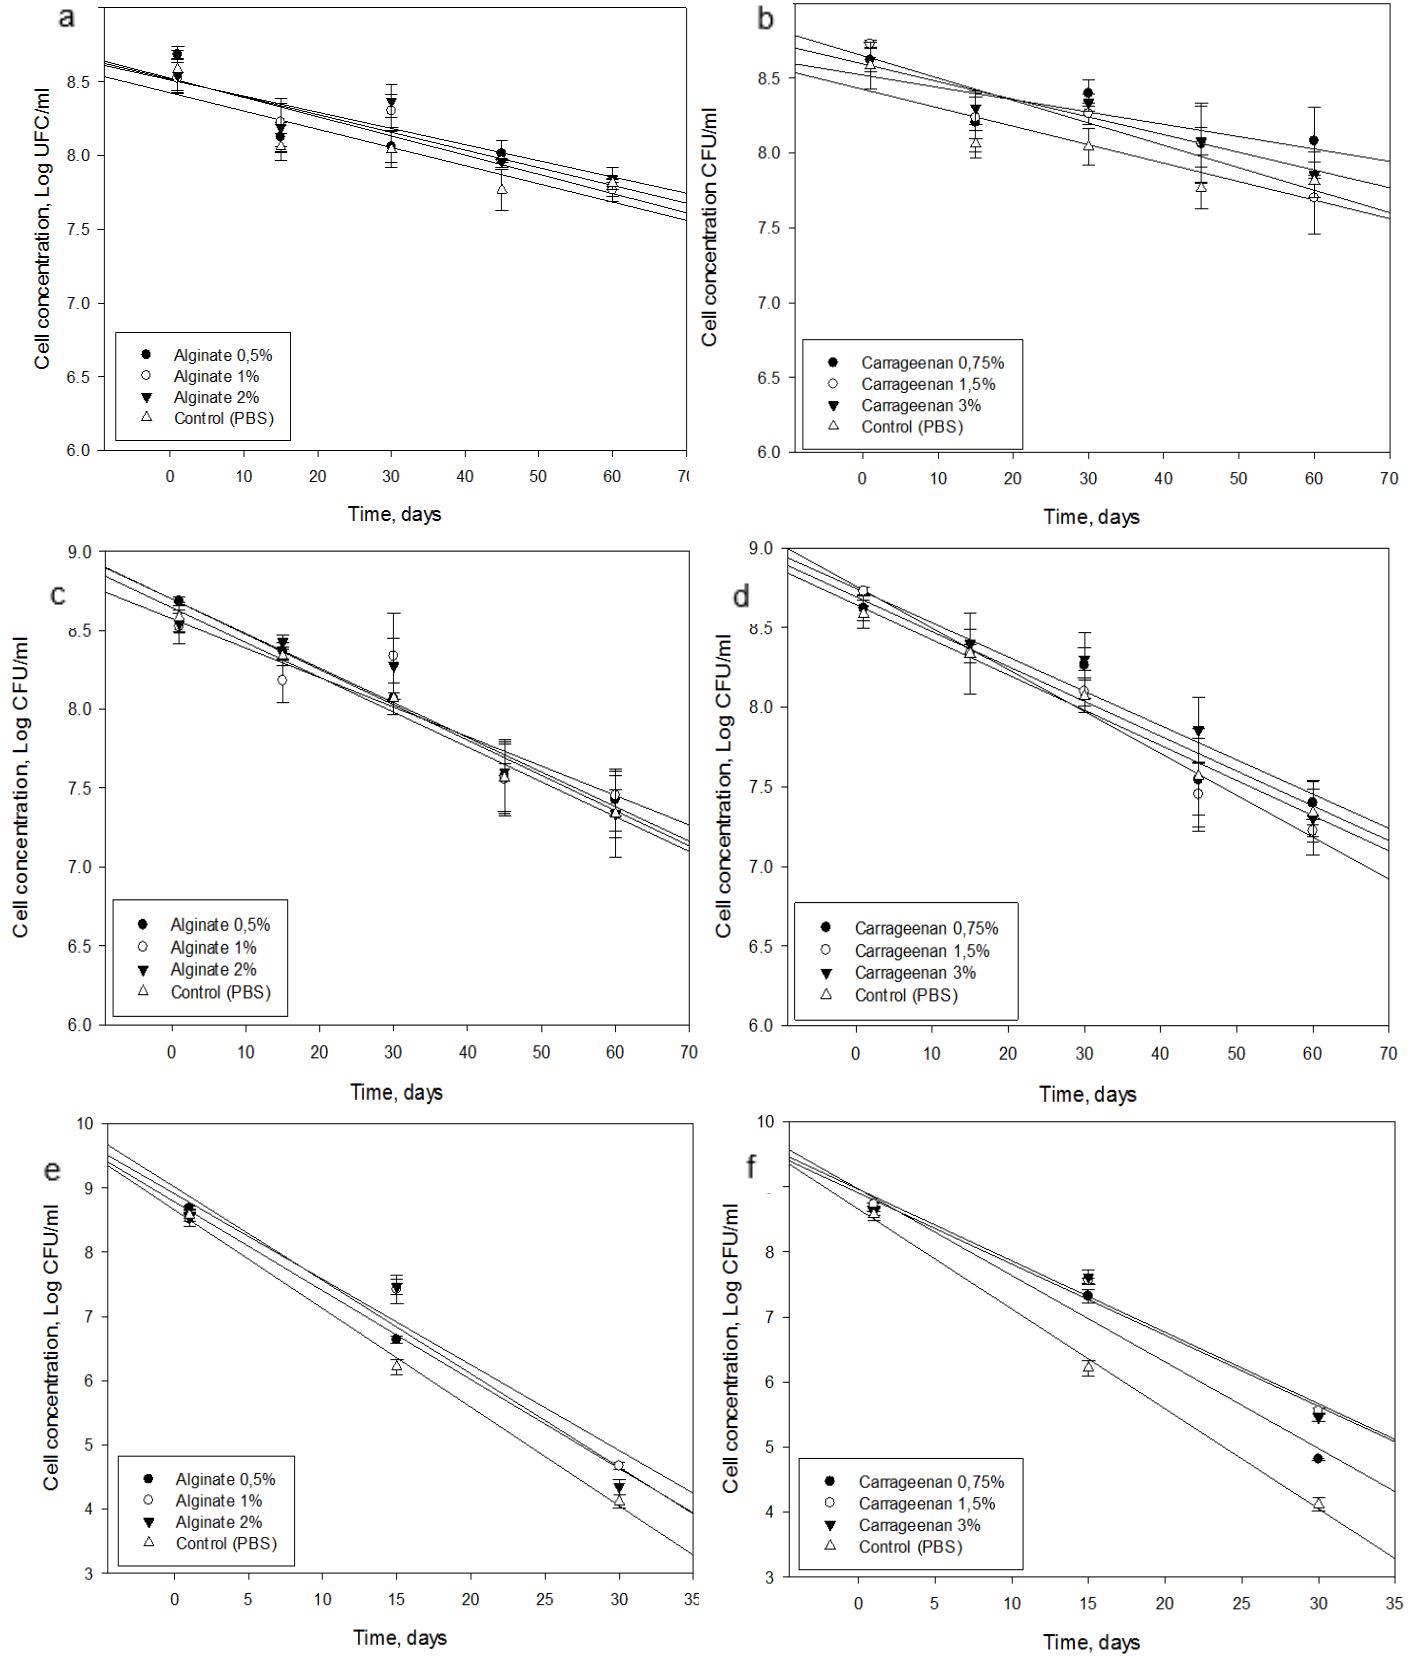 a
Cell concentration, Log UFC/ml
8.5
8.0
7.5
7.0
6.5
6.0
Alginate 0,5%
Alginate 1%
Alginate 2%
Control (PBS)
0 10 20 30 40 50 60
Time, days
b
Cell concentration CFU/ml
8.5
8.0
7.5
7.0
6.5
6.0
Carrageenan 0,75%
Carrageenan 1,5%
Carrageenan 3%
Control (PBS)
0 10 20 30 40 50 60 70
Time, days
c
Cell concentration, Log CFU/ml
9.0
8.5
8.0
7.5
7.0
6.5
6.0
Alginate 0,5%
Alginate 1%
Alginate 2%
Control (PBS)
0 10 20 30 40 50 60 70
Time, days
d
Cell concentration, Log CFU/ml
9.0
8.5
8.0
7.5
7.0
6.5
6.0
Carrageenan 0,75%
Carrageenan 1,5%
Carrageenan 3%
Control (PBS)
0 10 20 30 40 50 60 70
Time, days
e
Cell concentration, Log CFU/ml
10
9
8
7
6
5
4
3
Alginate 0,5%
Alginate 1%
Alginate 2%
Control (PBS)
0 5 10 15 20 25 30 35
Time, days
f
Cell concentration, Log CFU/ml
10
8
7
6
5
4
3
Carrageenan 0,75%
Carrageenan 1,5%
Carrageenan 3%
Control (PBS)
0 5 10 15 20 25 30 35
Time, days